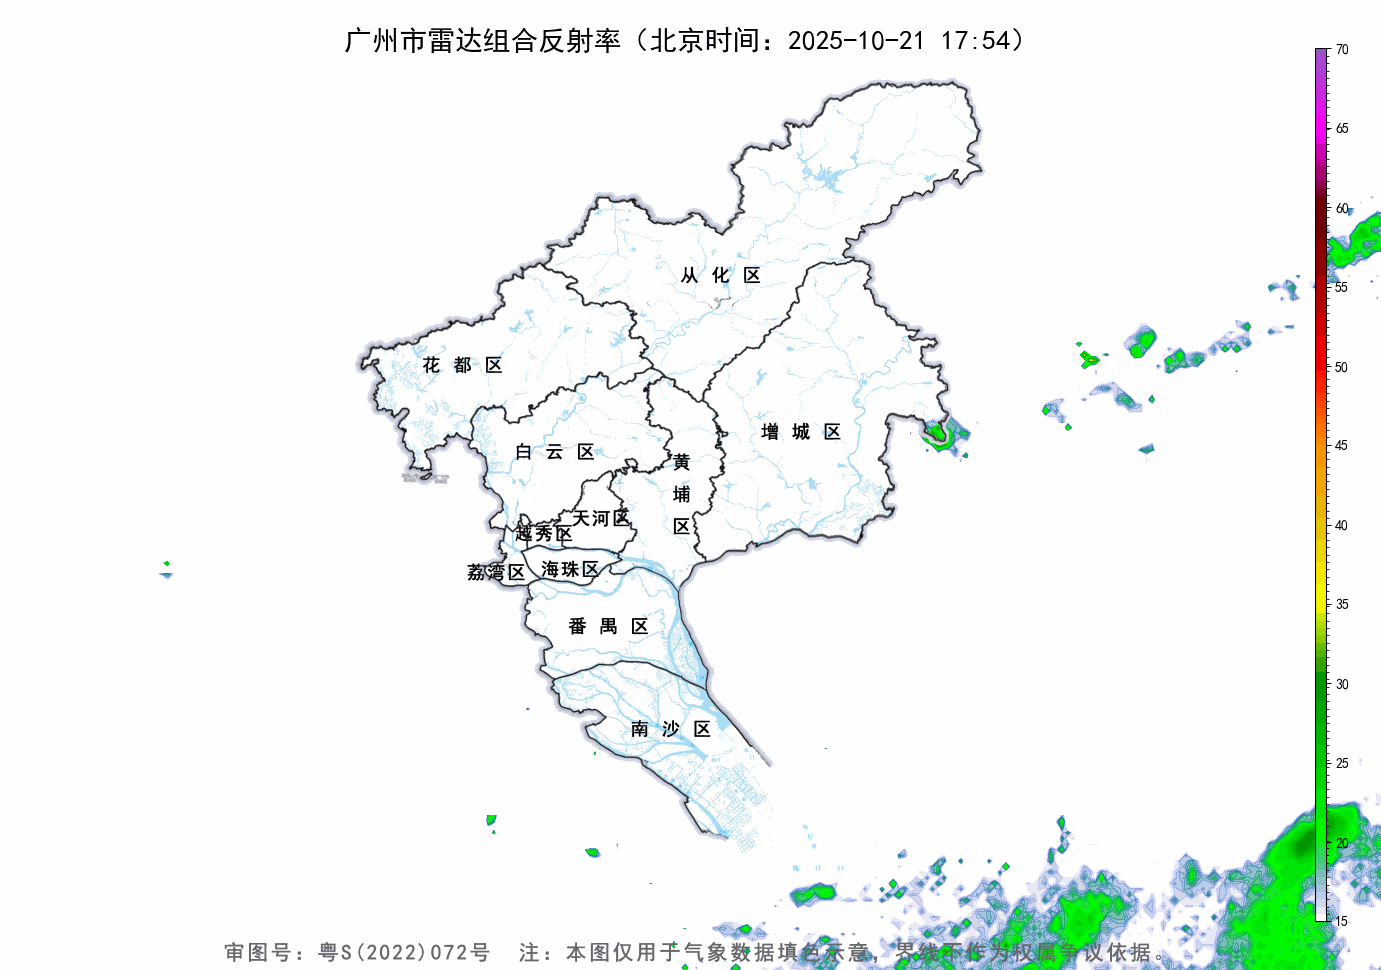 广州市雷达组合反射率（北京时间：2025-10-21 17:54）
70
65
60
55
50
45
40
35
30
25
20
15
从化区
花都区
增城区
白云区
黄埔区
天河区
越秀区
荔湾区
海珠区
番禺区
南沙区
审图号：粤S(2022)072号 注：本图仅用于气象数据填色示意，界线不作为权属争议依据。